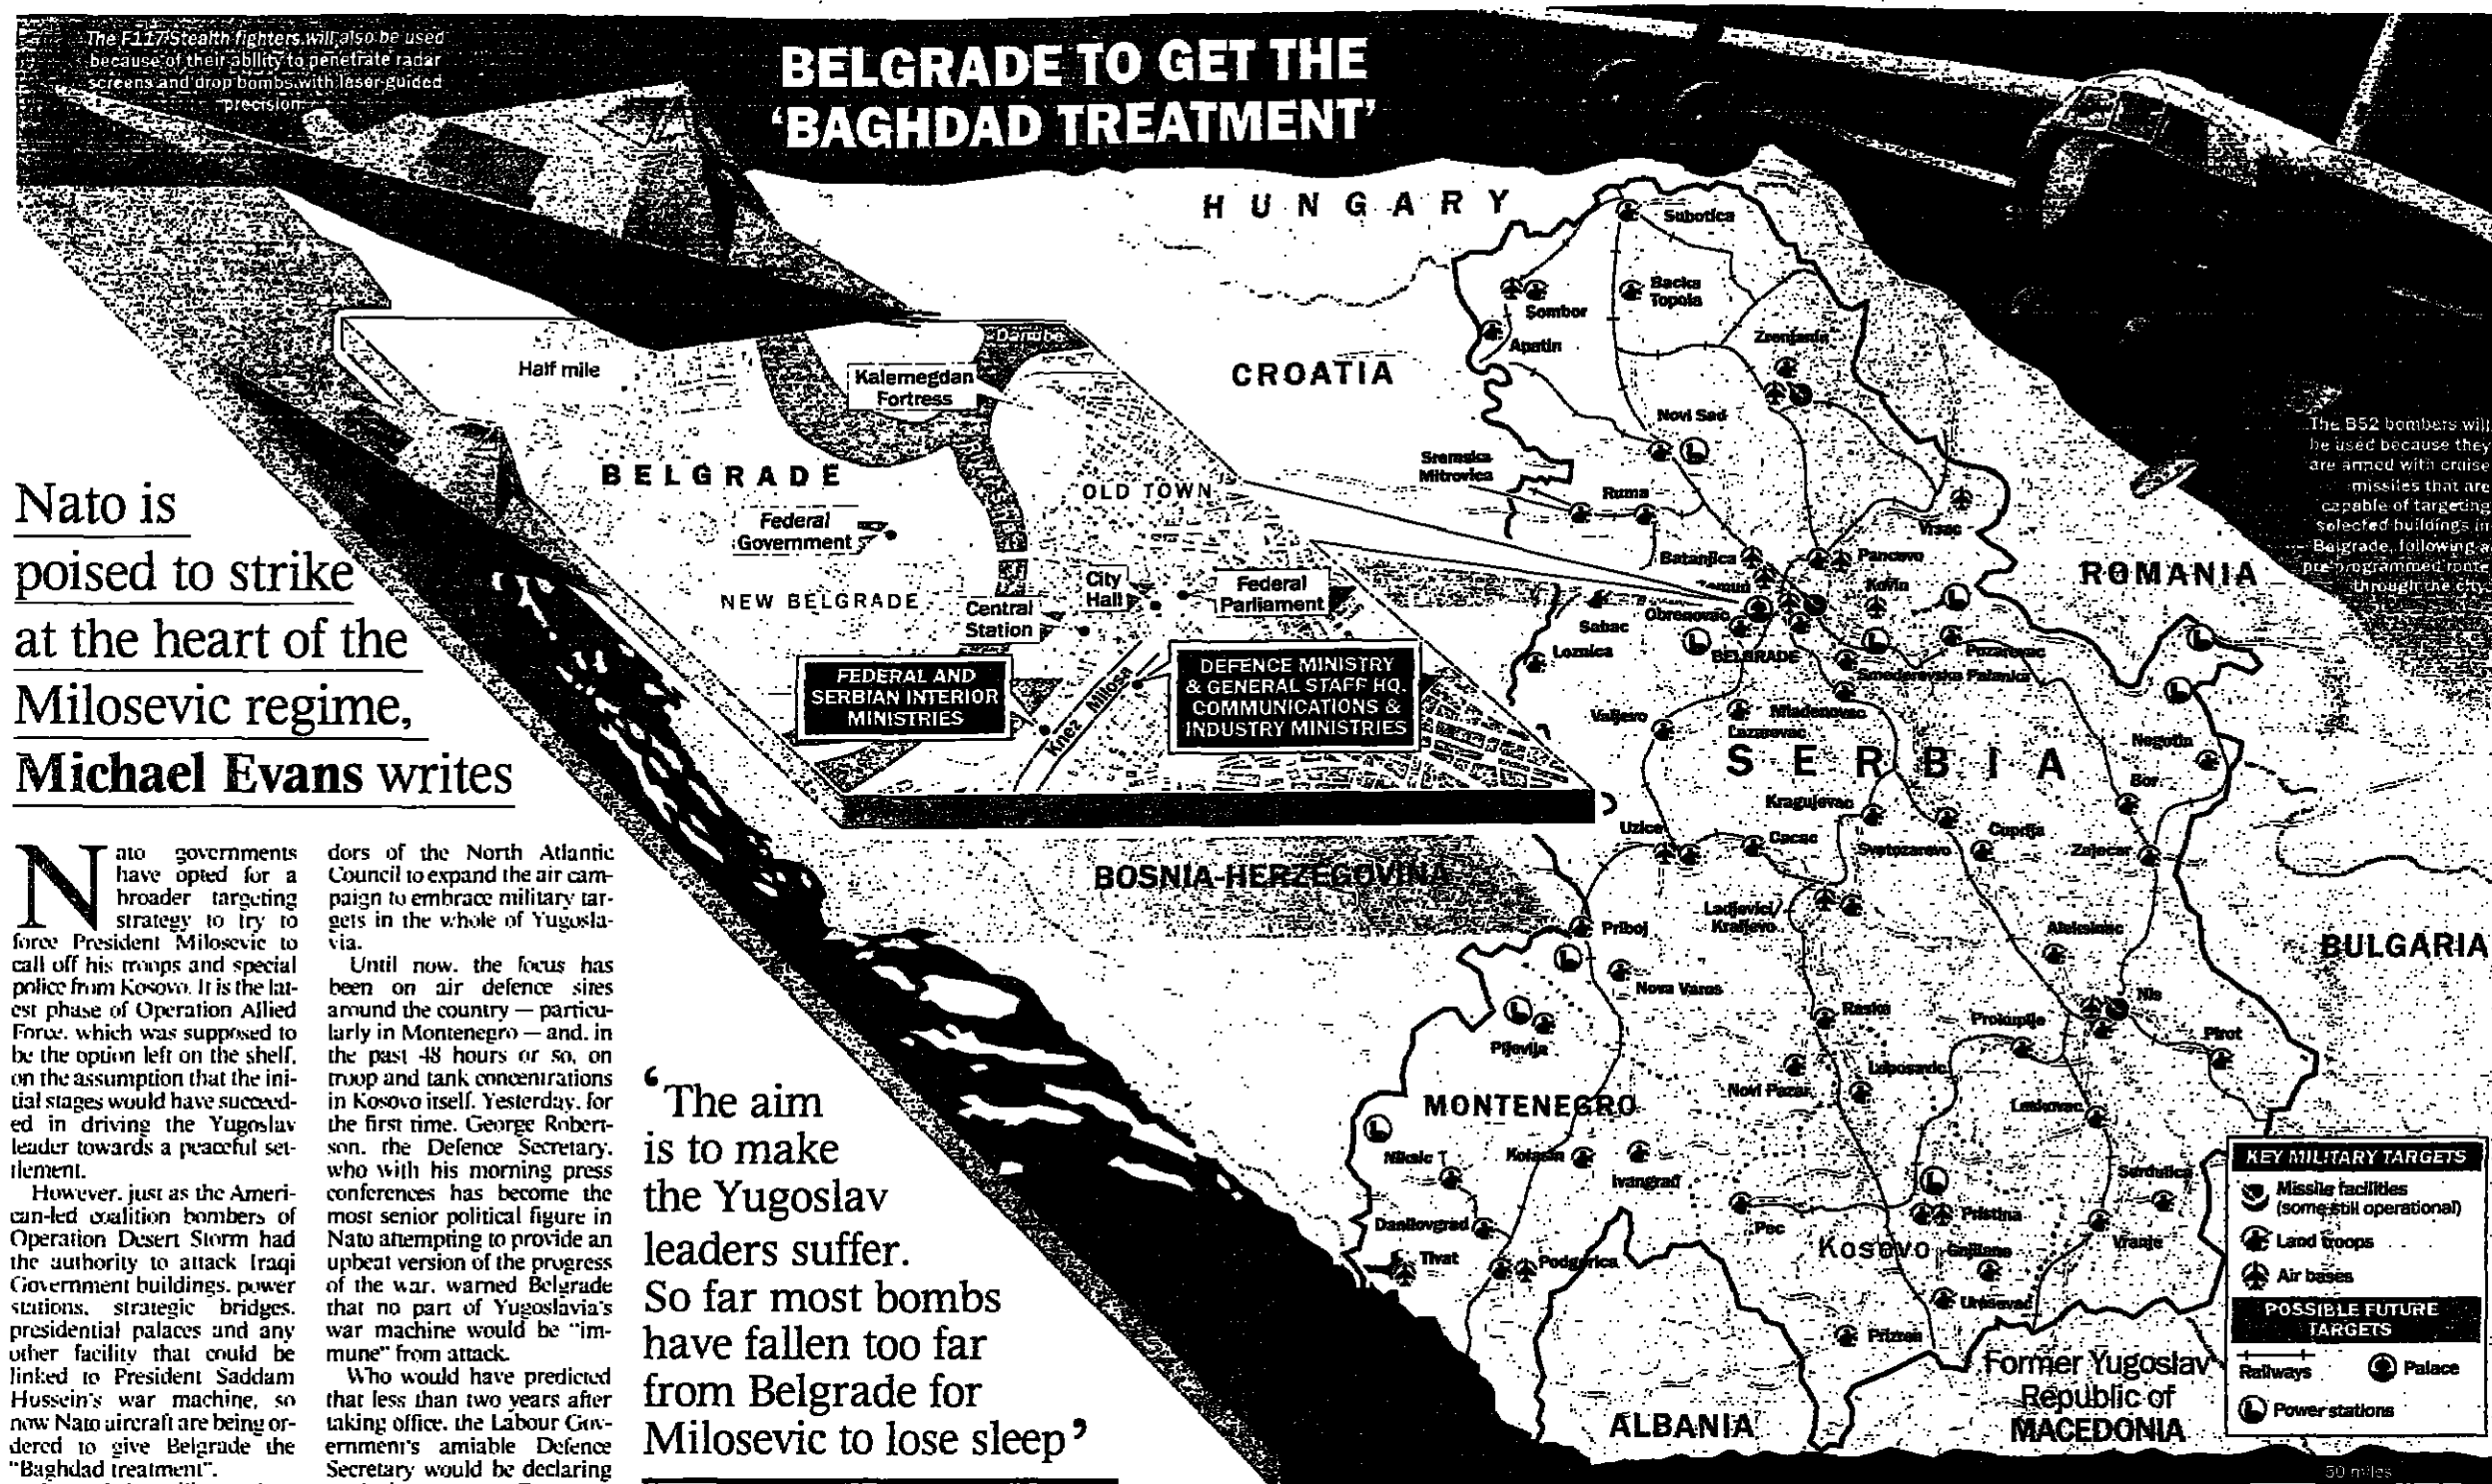 The F117 Stealth fighters will also be used
because of their ability to penetrate radar
screens and drop bombs with laser-guided
precision
BELGRADE TO GET THE
‘BAGHDAD TREATMENT’
The B52 bombers will
be used because they
are armed with cruise
missiles that are
capable of targeting
selected buildings in
Belgrade, following a
pre-programmed route
through the city
Nato is
poised to strike
at the heart of the
Milosevic regime,
Michael Evans writes
Nato governments
have opted for a
broader targeting
strategy to try to
force President Milosevic to
call off his troops and special
police from Kosovo. It is the lat-
est phase of Operation Allied
Force, which was supposed to
be the option left on the shelf,
on the assumption that the ini-
tial stages would have succeed-
ed in driving the Yugoslav
leader towards a peaceful set-
tlement.
However, just as the Ameri-
can-led coalition bombers of
Operation Desert Storm had
the authority to attack Iraqi
Government buildings, power
stations, strategic bridges,
presidential palaces and any
other facility that could be
linked to President Saddam
Hussein's war machine, so
now Nato aircraft are being or-
dered to give Belgrade the
"Baghdad treatment".
dors of the North Atlantic
Council to expand the air cam-
paign to embrace military tar-
gets in the whole of Yugosla-
via.
Until now, the focus has
been on air defence sites
around the country — particu-
larly in Montenegro — and, in
the past 48 hours or so, on
troop and tank concentrations
in Kosovo itself. Yesterday, for
the first time, George Robert-
son, the Defence Secretary,
who with his morning press
conferences has become the
most senior political figure in
Nato attempting to provide an
upbeat version of the progress
of the war, warned Belgrade
that no part of Yugoslavia's
war machine would be "im-
mune" from attack.
Who would have predicted
that less than two years after
taking office, the Labour Gov-
ernment's amiable Defence
Secretary would be declaring
‘The aim
is to make
the Yugoslav
leaders suffer.
So far most bombs
have fallen too far
from Belgrade for
Milosevic to lose sleep’
Half mile
Danube
Kalemegdan
Fortress
BELGRADE
OLD TOWN
Federal
Government
NEW BELGRADE
City
Hall
Federal
Parliament
Central
Station
FEDERAL AND
SERBIAN INTERIOR
MINISTRIES
Knez Milosa
DEFENCE MINISTRY
& GENERAL STAFF HQ.
COMMUNICATIONS &
INDUSTRY MINISTRIES
HUNGARY
Subotica
Backa
Topola
Sombor
Apatin
Zrenjanin
CROATIA
Novi Sad
Sremska
Mitrovica
Ruma
Vrsac
Batanjica
Pancevo
Kovin
ROMANIA
Obrenovac
Sabac
Loznica
BELGRADE
Pozarevac
Smederevska Palanka
Valjevo
Mladenovac
Lazarevac
Negotin
SERBIA
Bor
Kragujevac
Uzice
Cacac
Cuprija
Svetozarevo
Zajecar
BOSNIA-HERZEGOVINA
Ladjevici/
Kraljevo
Priboj
Aleksinac
BULGARIA
Nova Varos
Nis
Raska
Prokuplje
Pirot
Pljevlja
Leposavic
Novi Pazar
MONTENEGRO
Leskovac
Niksic
Kolasin
Ivangrad
Surdulica
Danilovgrad
Pec
Pristina
Kosovo
Gnjilane
Vranje
Tivat
Podgorica
Urosevac
Prizren
Former Yugoslav
Republic of
MACEDONIA
ALBANIA
KEY MILITARY TARGETS
Missile facilities
(some still operational)
Land troops
Air bases
POSSIBLE FUTURE
TARGETS
Railways
Palace
Power stations
50 miles